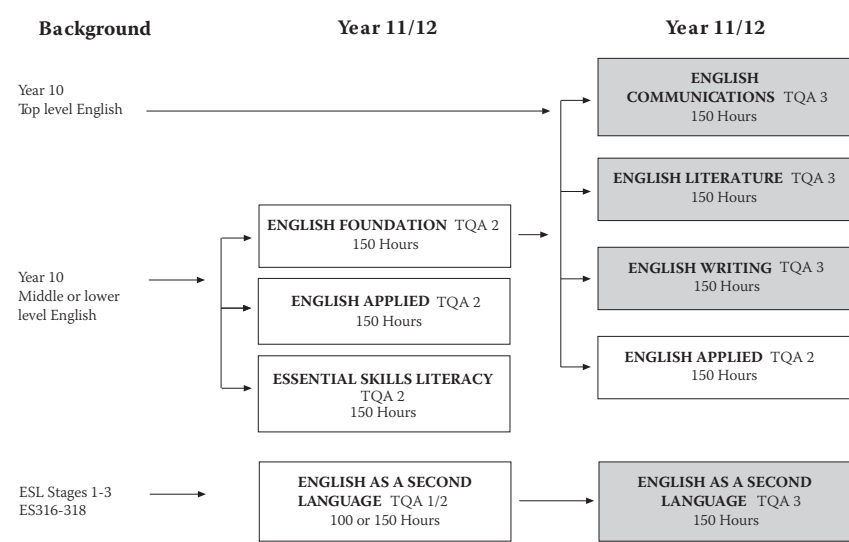 Background
Year 11/12
Year 11/12
Year 10
Top level English
ENGLISH
COMMUNICATIONS TQA 3
150 Hours
ENGLISH LITERATURE TQA 3
150 Hours
ENGLISH FOUNDATION TQA 2
150 Hours
Year 10
Middle or lower
level English
ENGLISH WRITING TQA 3
150 Hours
ENGLISH APPLIED TQA 2
150 Hours
ENGLISH APPLIED TQA 2
150 Hours
ESSENTIAL SKILLS LITERACY
TQA 2
150 Hours
ESL Stages 1-3
ES316-318
ENGLISH AS A SECOND
LANGUAGE TQA 1/2
100 or 150 Hours
ENGLISH AS A SECOND
LANGUAGE TQA 3
150 Hours